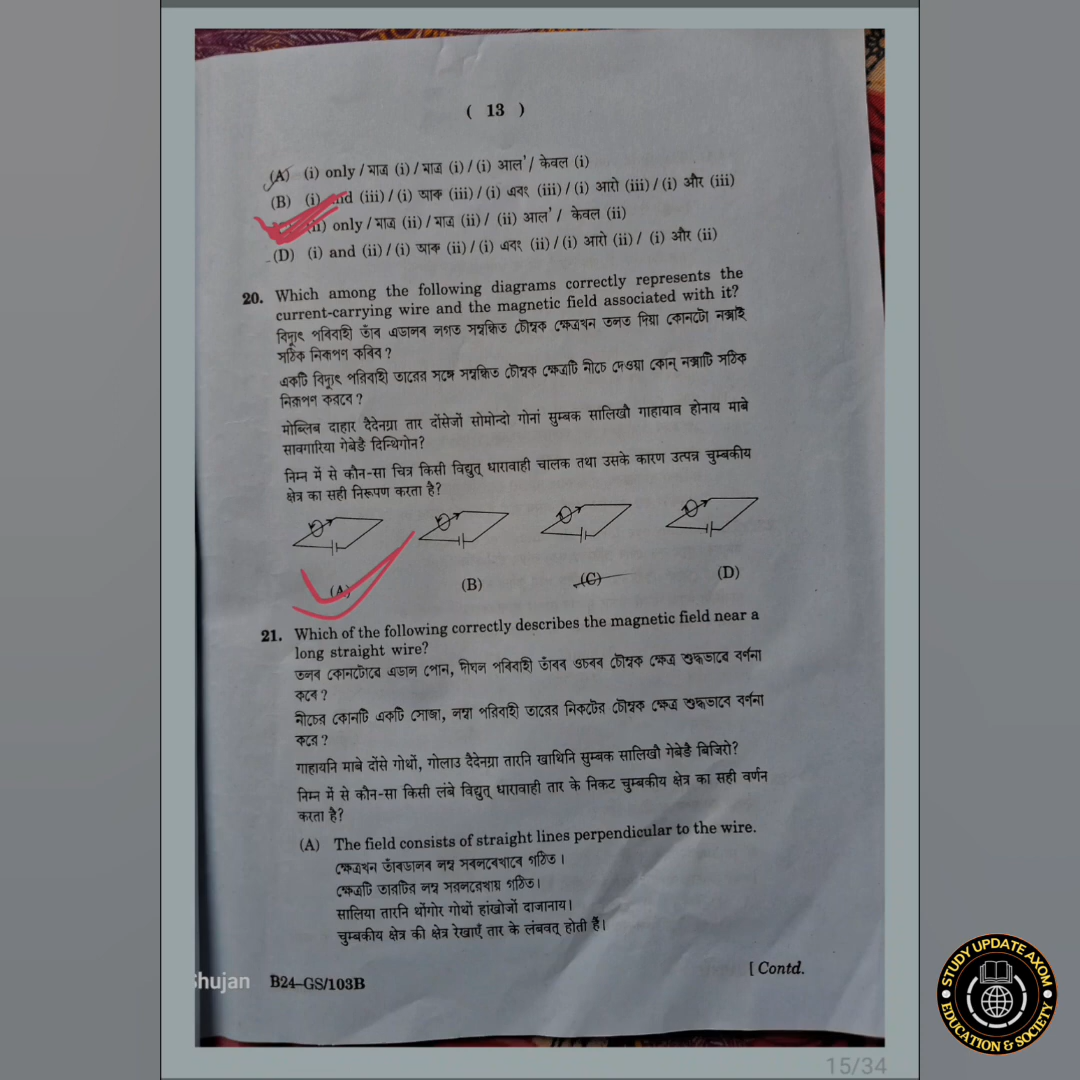 ( 13 )
(A) (i) only / মাত্র (i) / মাত্র (i) / (i) आल' / केवल (i)
(B) (i) and (iii) / (i) আৰু (iii) / (i) এবং (iii) / (i) आरो (iii) / (i) और (iii)
(ii) only / মাত্র (ii) / মাত্র (ii) / (ii) आल' / केवल (ii)
(D) (i) and (ii) / (i) আৰু (ii) / (i) এবং (ii) / (i) आरो (ii) / (i) और (ii)
20. Which among the following diagrams correctly represents the
current-carrying wire and the magnetic field associated with it?
বিদ্যুৎ পৰিবাহী তাঁৰ এডালৰ লগত সম্বন্ধিত চৌম্বক ক্ষেত্ৰখন তলত দিয়া কোনটো নক্সাই
সঠিক নিৰূপণ কৰিব ?
একটি বিদ্যুৎ পরিবাহী তারের সঙ্গে সম্বন্ধিত চৌম্বক ক্ষেত্রটি নীচে দেওয়া কোন্ নক্সাটি সঠিক
নিরূপণ করবে ?
मोब्लिब दाहार दैदेनग्रा तार दोंसेजों सोमोन्दो गोनां सुम्बक सालिखौ गाहायाव होनाय माबे
सावगारिया गेबेङै दिन्थिगोन?
निम्न में से कौन-सा चित्र किसी विद्युत् धारावाही चालक तथा उसके कारण उत्पन्न चुम्बकीय
क्षेत्र का सही निरूपण करता है?
(A) (B) (C) (D)
21. Which of the following correctly describes the magnetic field near a
long straight wire?
তলৰ কোনটোৱে এডাল পোন, দীঘল পৰিবাহী তাঁৰৰ ওচৰৰ চৌম্বক ক্ষেত্ৰ শুদ্ধভাবে বৰ্ণনা
কৰে ?
নীচের কোনটি একটি সোজা, লম্বা পরিবাহী তারের নিকটের চৌম্বক ক্ষেত্র শুদ্ধভাবে বর্ণনা
করে ?
गाहायनि माबे दोंसे गोथों, गोलाउ दैदेनग्रा तारनि खाथिनि सुम्बक सालिखौ गेबेङै बिजिरो?
निम्न में से कौन-सा किसी लंबे विद्युत् धारावाही तार के निकट चुम्बकीय क्षेत्र का सही वर्णन
करता है?
(A) The field consists of straight lines perpendicular to the wire.
ক্ষেত্ৰখন তাঁৰডালৰ লম্ব সৰলৰেখাৰে গঠিত ।
ক্ষেত্রটি তারটির লম্ব সরলরেখায় গঠিত।
सालिया तारनि थोंगोर गोथों हांखोजों दाजानाय।
चुम्बकीय क्षेत्र की क्षेत्र रेखाएँ तार के लंबवत् होती हैं।
Shujan B24–GS/103B
[ Contd.
15/34
STUDY UPDATE AXOM
EDUCATION & SOCIETY